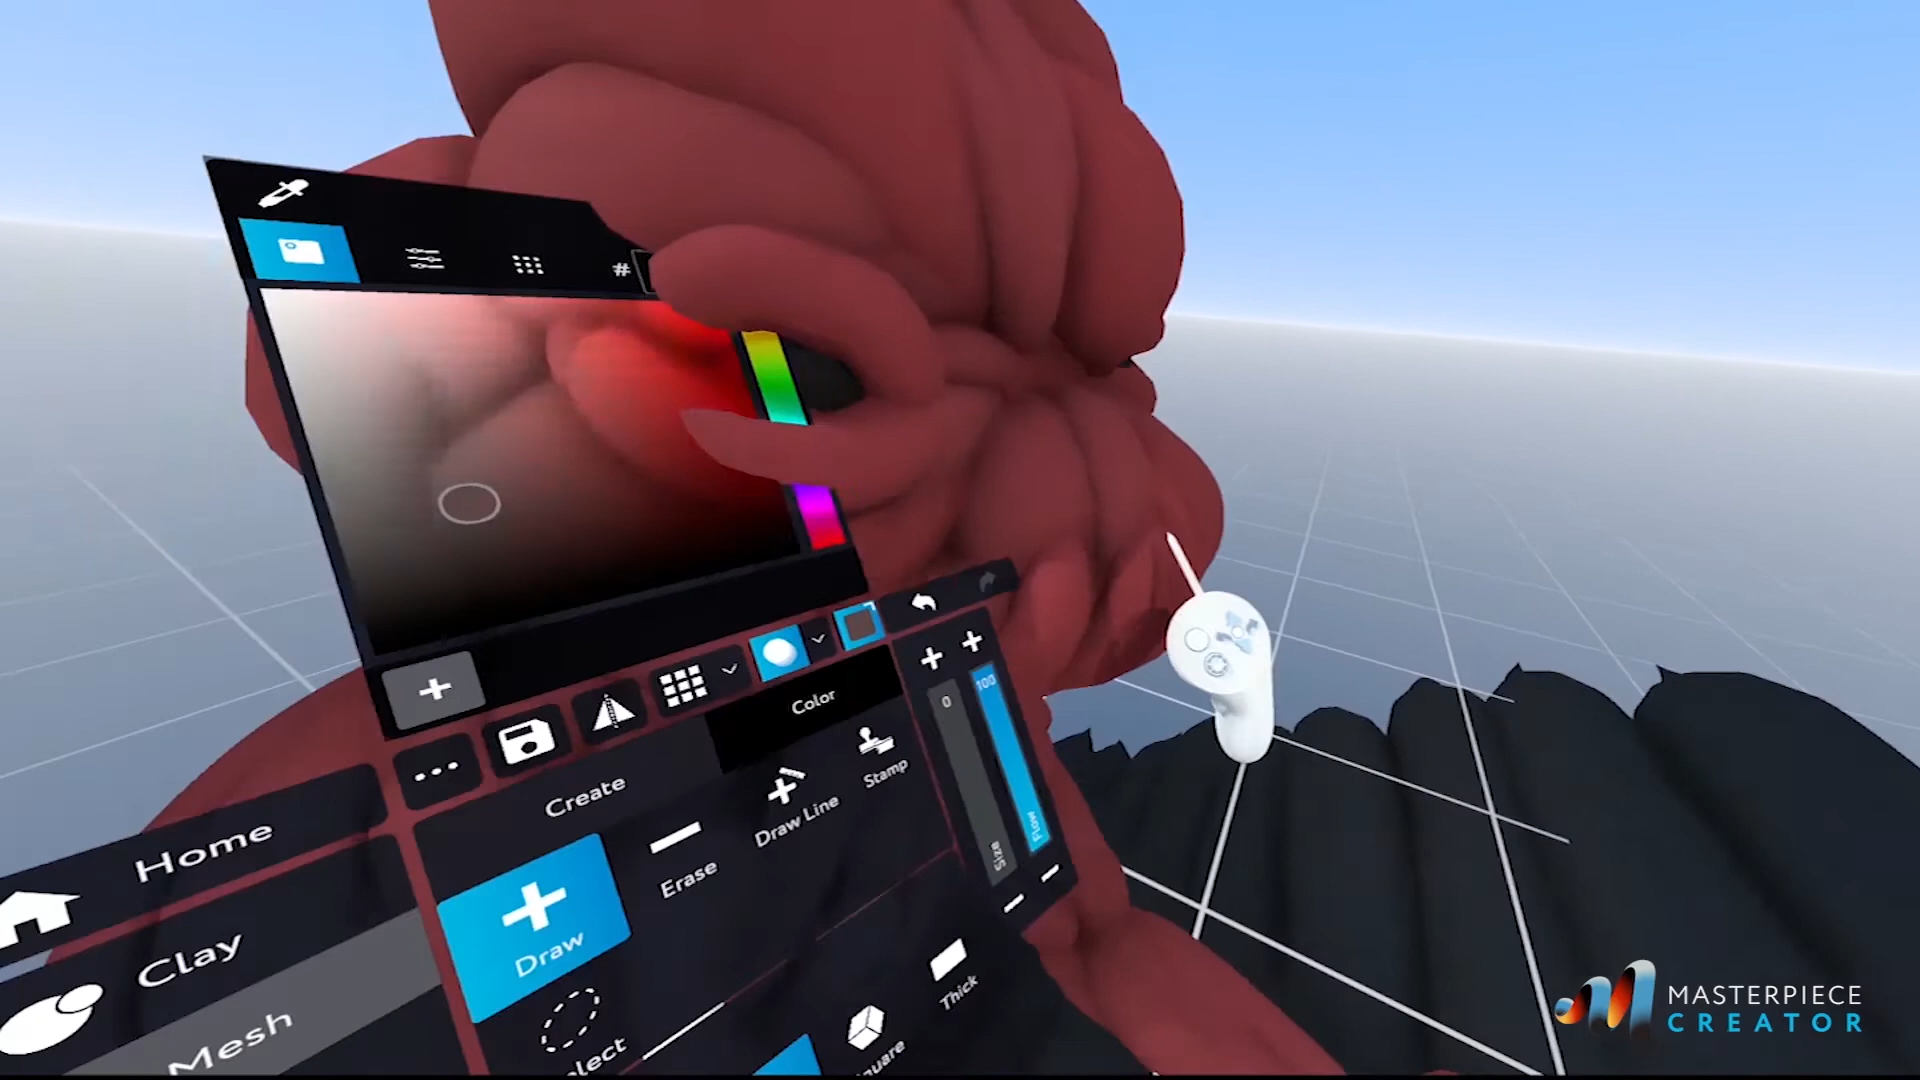 #
Color
Create
Stamp
Draw Line
Erase
Draw
0
100
Size
Flow
Home
Clay
Mesh
Thick
MASTERPIECE
CREATOR